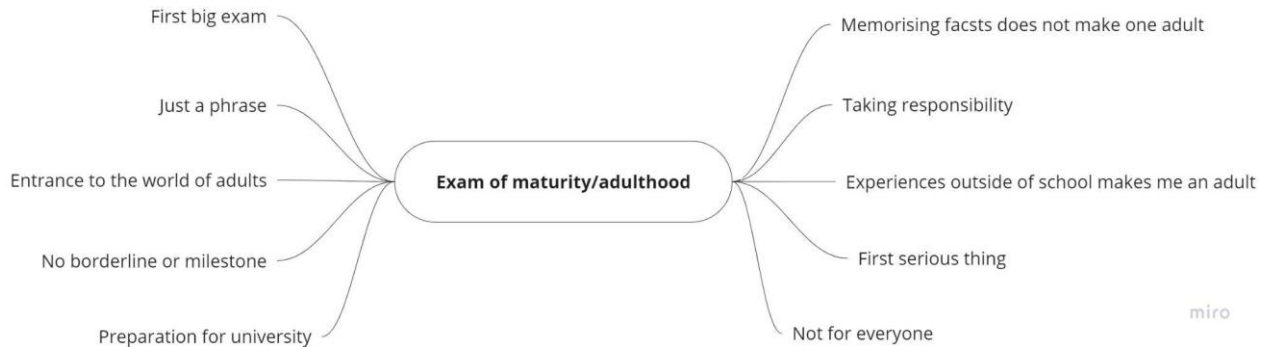 First big exam
Just a phrase
Entrance to the world of adults
No borderline or milestone
Preparation for university
Exam of maturity/adulthood
Memorising facsts does not make one adult
Taking responsibility
Experiences outside of school makes me an adult
First serious thing
Not for everyone
miro